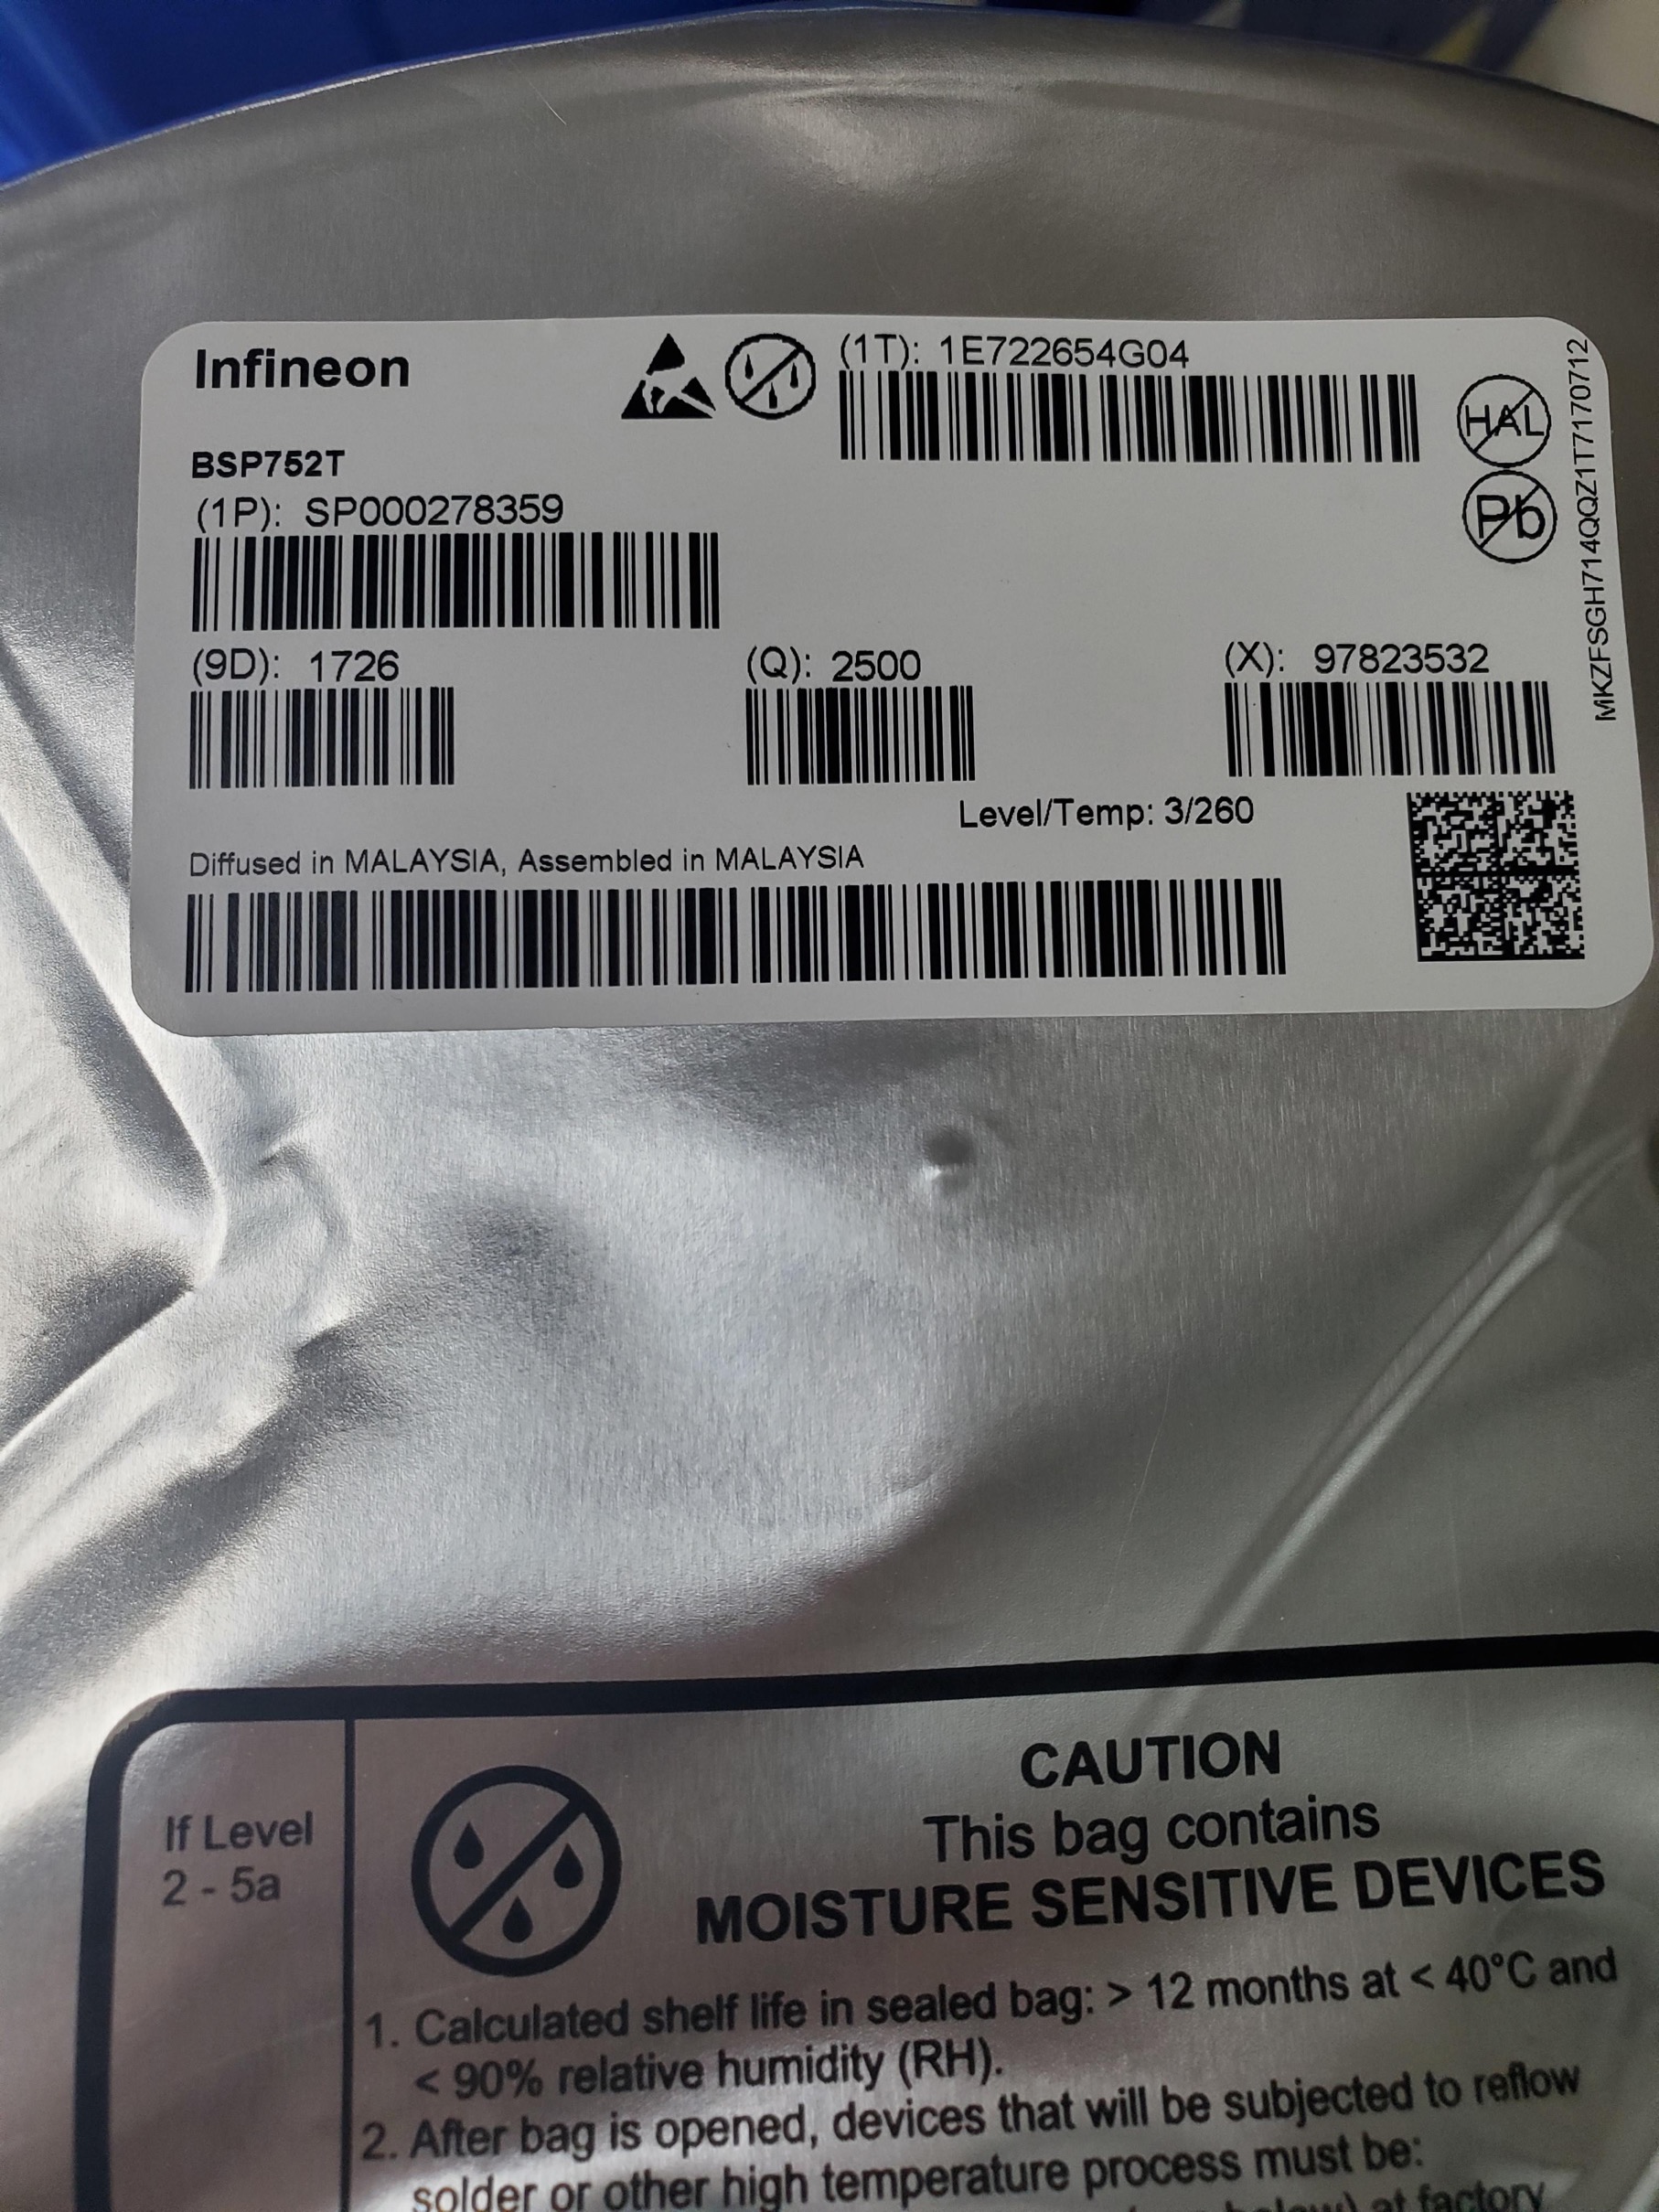 Infineon
(1T): 1E722654G04
HAL
Pb
MKZFSGH714QQZ1T7170712
BSP752T
(1P): SP000278359
(9D): 1726
(Q): 2500
(X): 97823532
Level/Temp: 3/260
Diffused in MALAYSIA, Assembled in MALAYSIA
If Level
2 - 5a
CAUTION
This bag contains
MOISTURE SENSITIVE DEVICES
1. Calculated shelf life in sealed bag: > 12 months at < 40°C and
< 90% relative humidity (RH).
2. After bag is opened, devices that will be subjected to reflow
solder or other high temperature process must be:
below) at factory